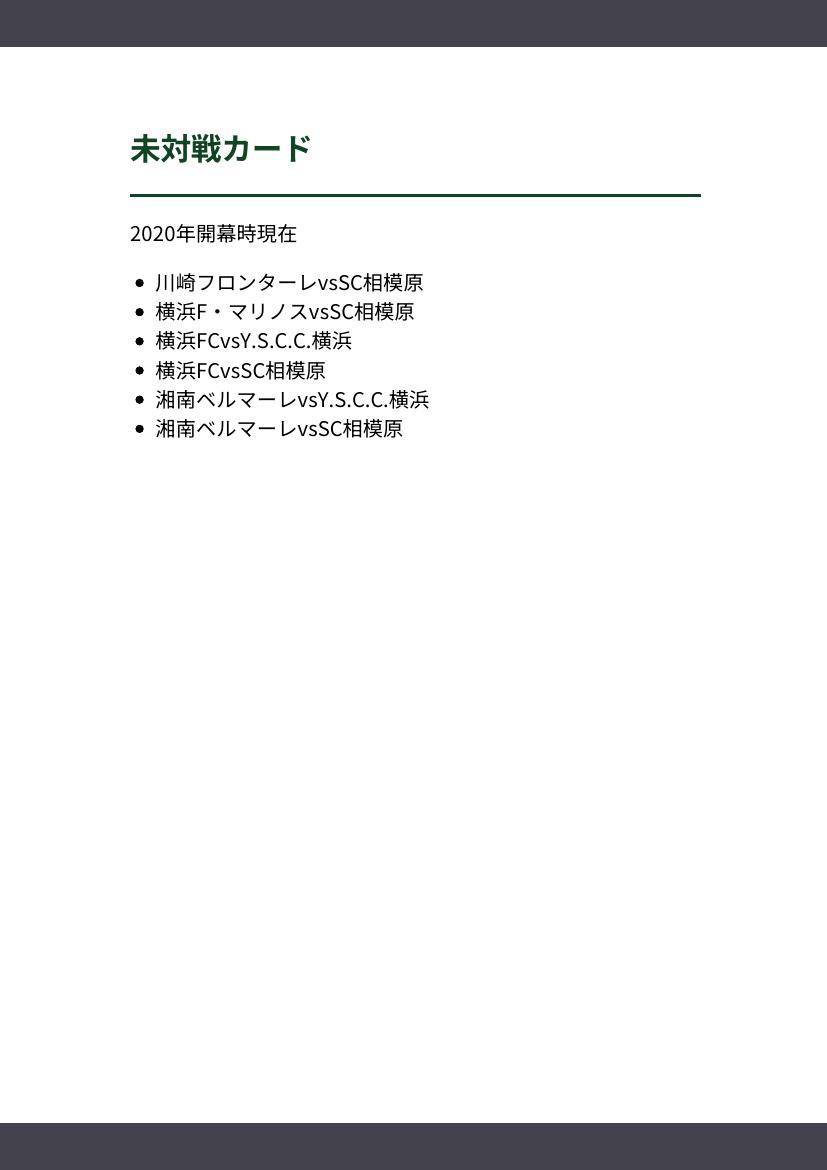 未対戦カード
2020年開幕時現在
• 川崎フロンターレvsSC相模原
• 横浜F・マリノスvsSC相模原
• 横浜FCvsY.S.C.C.横浜
• 横浜FCvsSC相模原
• 湘南ベルマーレvsY.S.C.C.横浜
• 湘南ベルマーレvsSC相模原